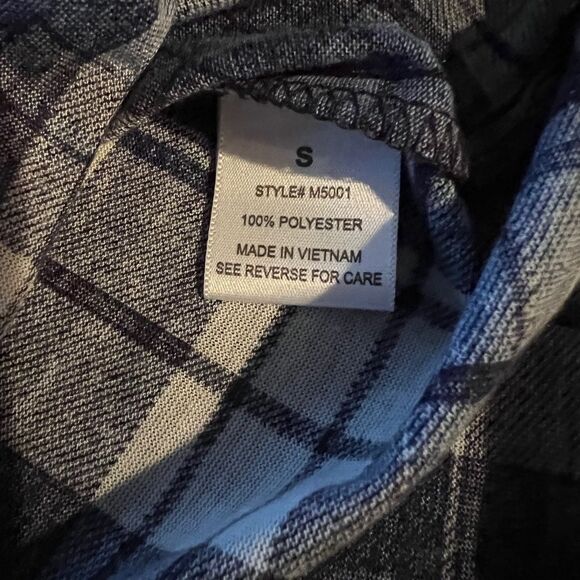 S
STYLE# M5001
100% POLYESTER
MADE IN VIETNAM
SEE REVERSE FOR CARE